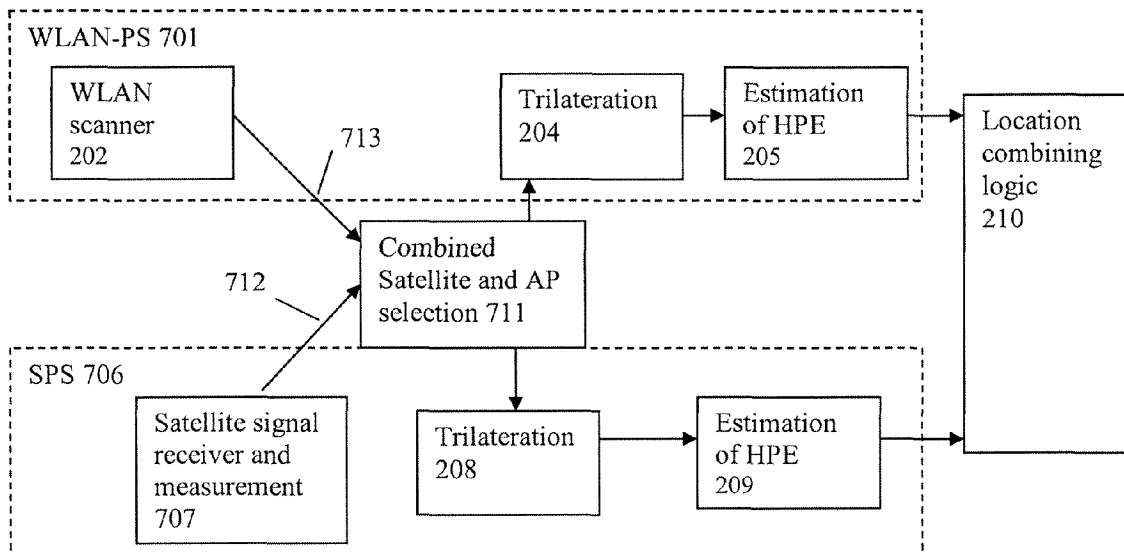 WLAN-PS 701
WLAN
scanner
202
713
Trilateration
204
Estimation
of HPE
205
Location
combining
logic
210
Combined
Satellite and AP
selection 711
712
SPS 706
Satellite signal
receiver and
measurement
707
Trilateration
208
Estimation
of HPE
209